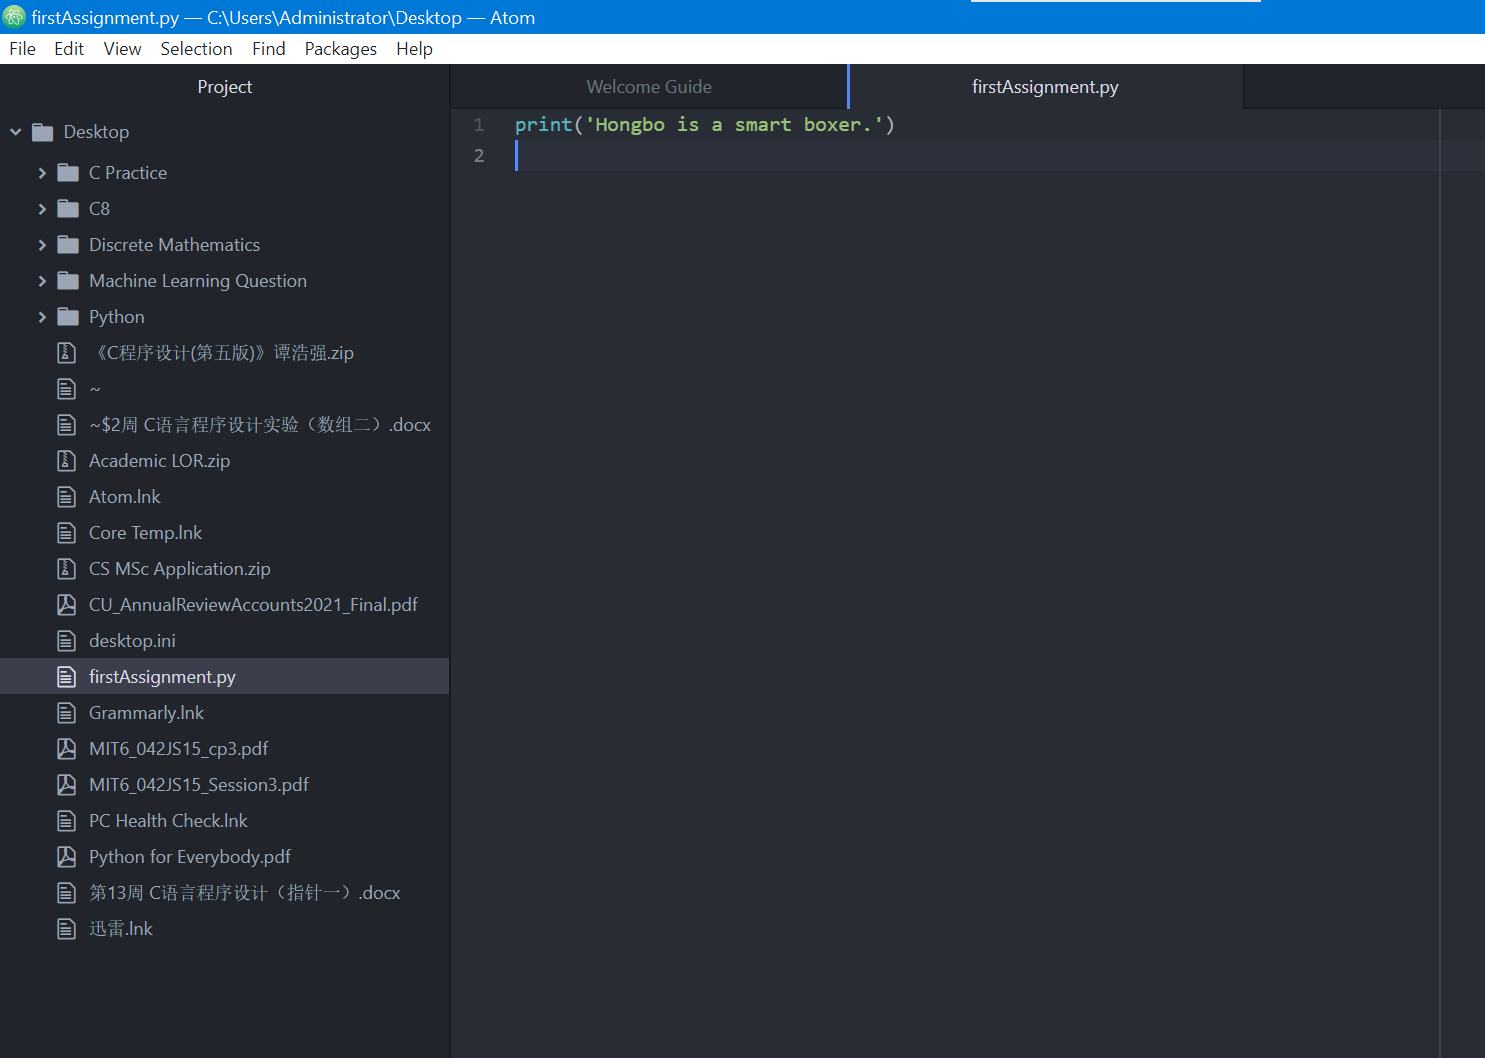 firstAssignment.py — C:\Users\Administrator\Desktop — Atom
File Edit View Selection Find Packages Help
Project
Desktop
C Practice
C8
Discrete Mathematics
Machine Learning Question
Python
《C程序设计(第五版)》谭浩强.zip
~
~$2周 C语言程序设计实验（数组二）.docx
Academic LOR.zip
Atom.lnk
Core Temp.lnk
CS MSc Application.zip
CU_AnnualReviewAccounts2021_Final.pdf
desktop.ini
firstAssignment.py
Grammarly.lnk
MIT6_042JS15_cp3.pdf
MIT6_042JS15_Session3.pdf
PC Health Check.lnk
Python for Everybody.pdf
第13周 C语言程序设计（指针一）.docx
迅雷.lnk
Welcome Guide
firstAssignment.py
1 print('Hongbo is a smart boxer.')
2